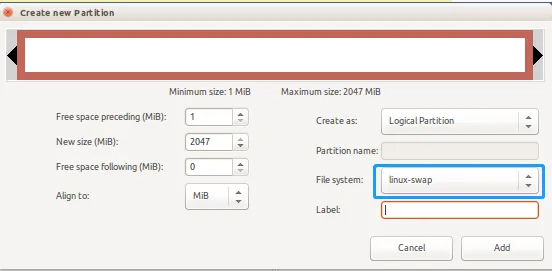 Create new Partition
Minimum size: 1 MiB Maximum size: 2047 MiB
Free space preceding (MiB): 1 Create as: Logical Partition
New size (MiB): 2047 Partition name:
Free space following (MiB): 0 File system: linux-swap
Align to: MiB Label:
Cancel Add